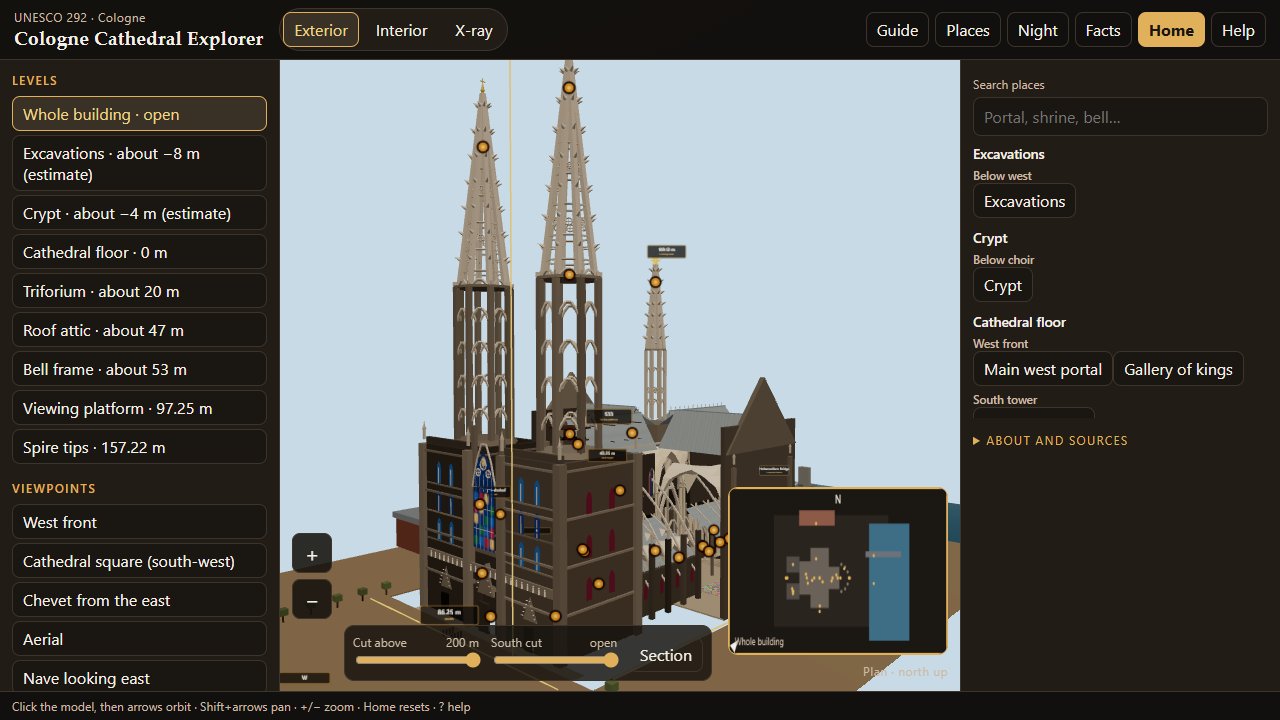 UNESCO 292 · Cologne
Cologne Cathedral Explorer
Exterior
Interior
X-ray
Guide
Places
Night
Facts
Home
Help
LEVELS
Whole building · open
Excavations · about −8 m
(estimate)
Crypt · about −4 m (estimate)
Cathedral floor · 0 m
Triforium · about 20 m
Roof attic · about 47 m
Bell frame · about 53 m
Viewing platform · 97.25 m
Spire tips · 157.22 m
VIEWPOINTS
West front
Cathedral square (south-west)
Chevet from the east
Aerial
Nave looking east
+
−
86.25 m
W
Cut above 200 m
South cut open
Section
N
Whole building
Plan · north up
Search places
Portal, shrine, bell...
Excavations
Below west
Excavations
Crypt
Below choir
Crypt
Cathedral floor
West front
Main west portal
Gallery of kings
South tower
ABOUT AND SOURCES
Click the model, then arrows orbit · Shift+arrows pan · +/− zoom · Home resets · ? help